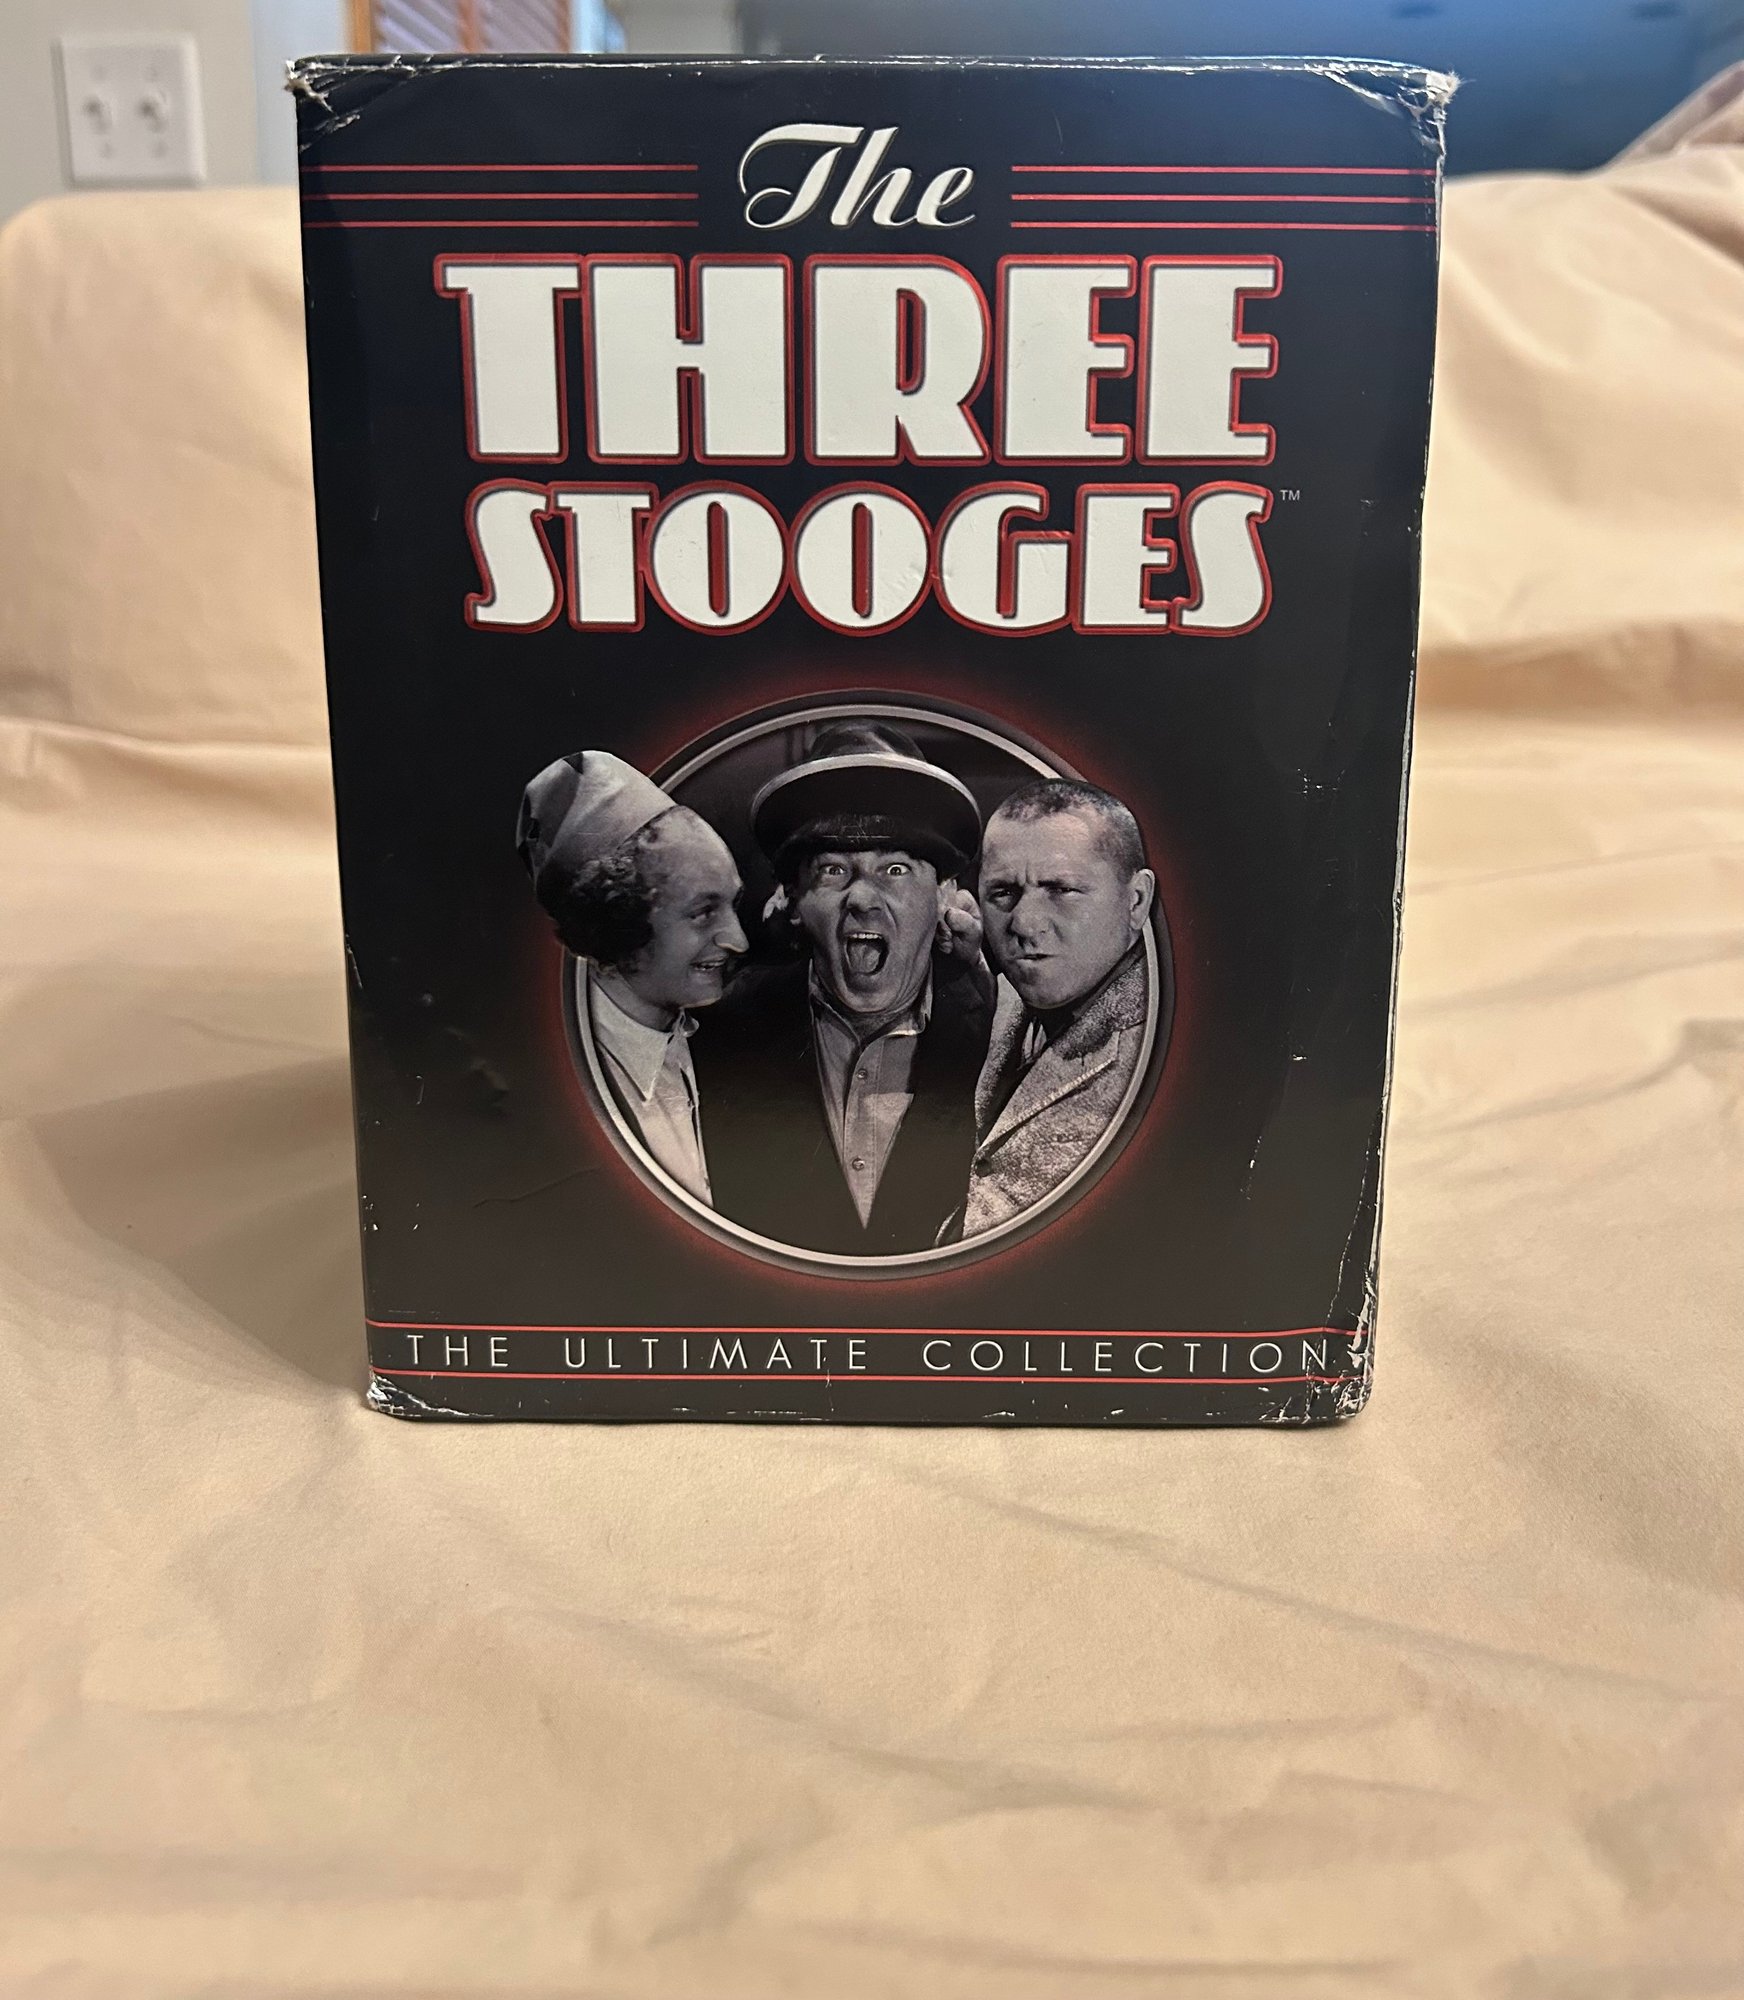 The
THREE
STOOGES™
THE ULTIMATE COLLECTION